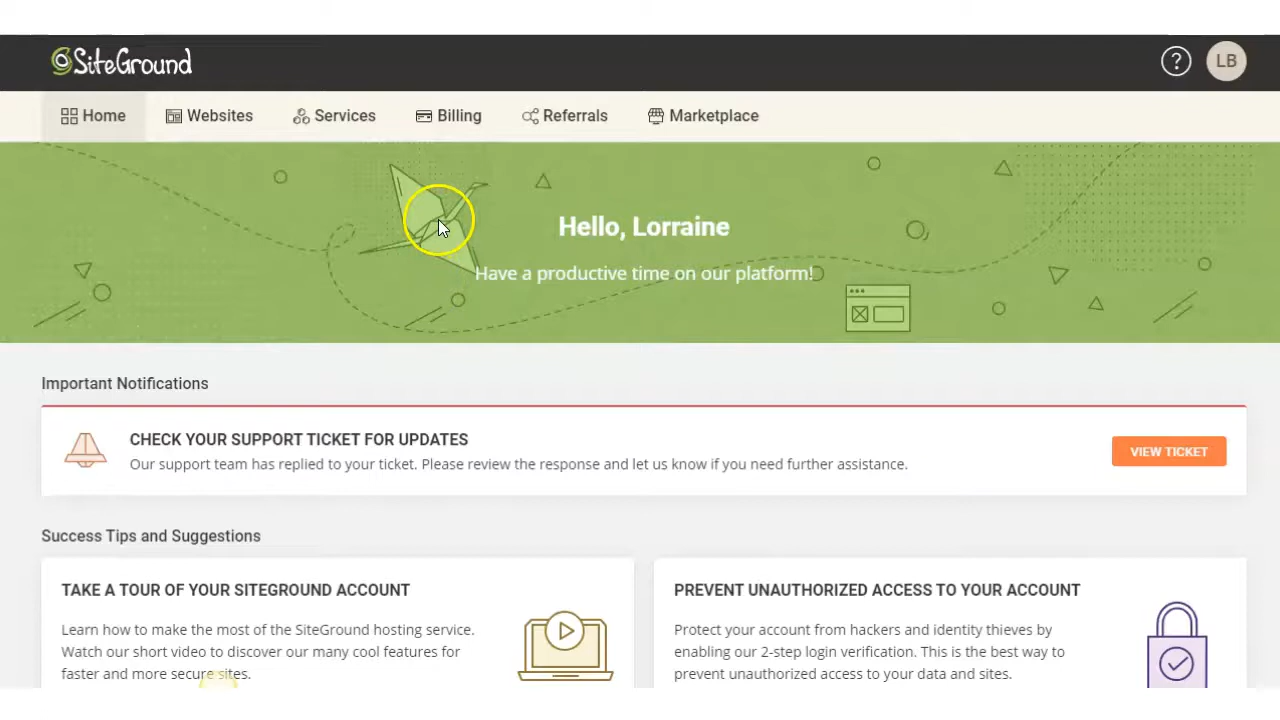 SiteGround
?
LB
Home
Websites
Services
Billing
Referrals
Marketplace
Hello, Lorraine
Have a productive time on our platform!
Important Notifications
CHECK YOUR SUPPORT TICKET FOR UPDATES
Our support team has replied to your ticket. Please review the response and let us know if you need further assistance.
VIEW TICKET
Success Tips and Suggestions
TAKE A TOUR OF YOUR SITEGROUND ACCOUNT
Learn how to make the most of the SiteGround hosting service.
Watch our short video to discover our many cool features for
faster and more secure sites.
PREVENT UNAUTHORIZED ACCESS TO YOUR ACCOUNT
Protect your account from hackers and identity thieves by
enabling our 2-step login verification. This is the best way to
prevent unauthorized access to your data and sites.